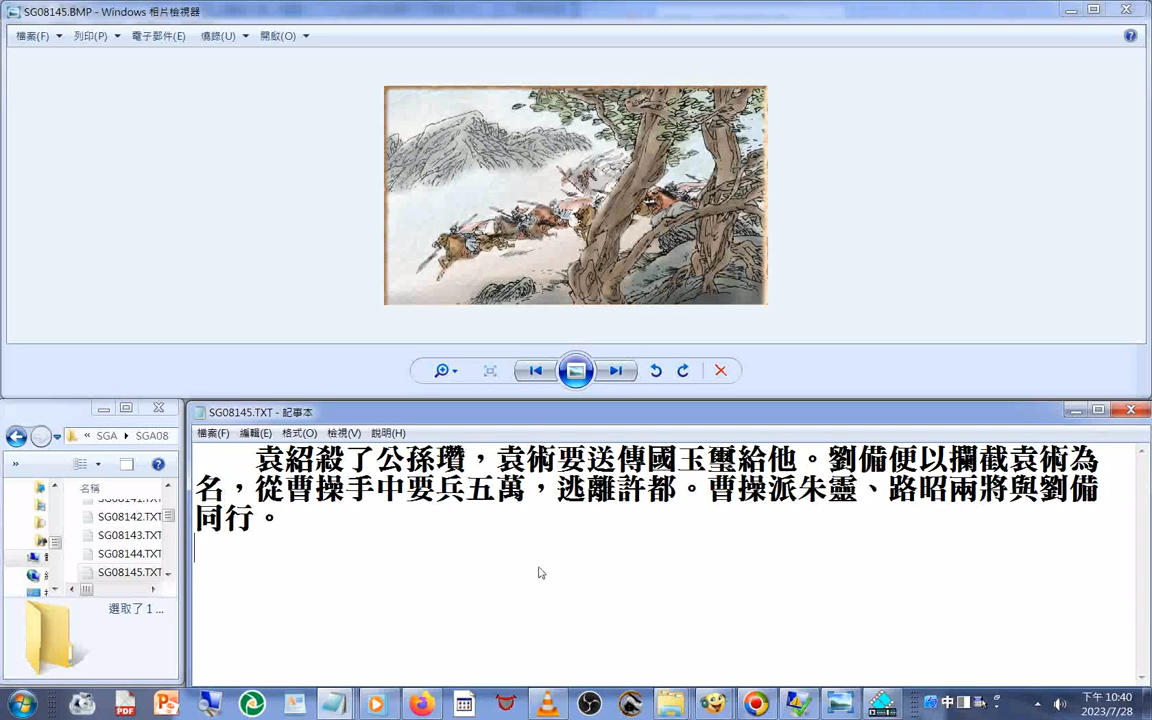 SG08145.BMP - Windows 相片檢視器
檔案(F) 列印(P) 電子郵件(E) 燒錄(U) 開啟(O)
SG08145.TXT - 記事本
檔案(F) 編輯(E) 格式(O) 檢視(V) 說明(H)
袁紹殺了公孫瓚，袁術要送傳國玉璽給他。劉備便以攔截袁術為
名，從曹操手中要兵五萬，逃離許都。曹操派朱靈、路昭兩將與劉備
同行。
« SGA ▸ SGA08
»
名稱
SG08142.TXT
SG08143.TXT
SG08144.TXT
SG08145.TXT
選取了 1 ...
PDF
中
下午 10:40
2023/7/28